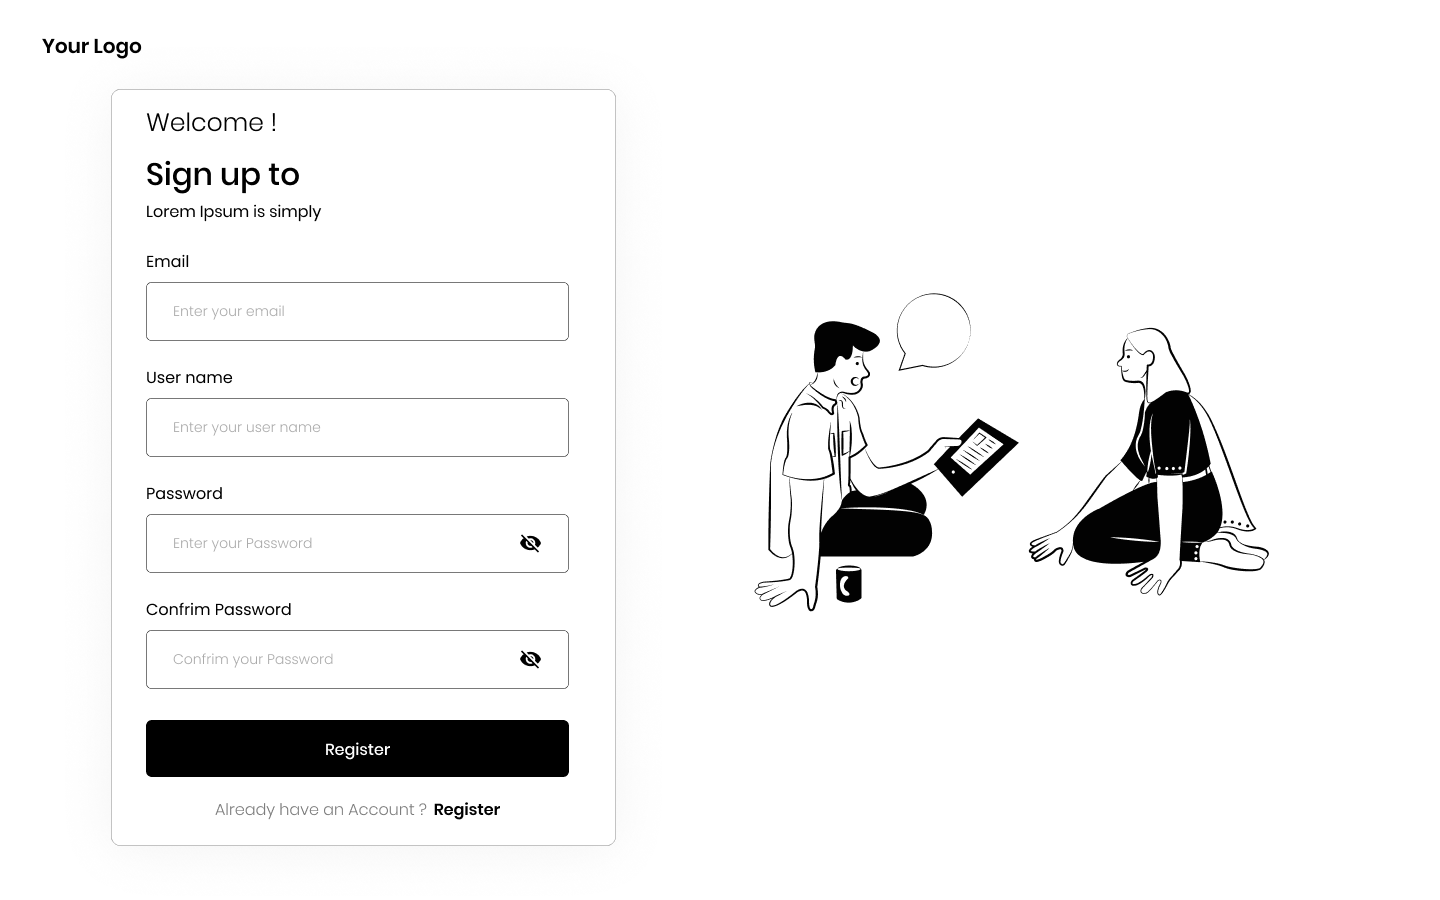 Your Logo
Welcome !
Sign up to
Lorem Ipsum is simply
Email
Enter your email
User name
Enter your user name
Password
Enter your Password
Confrim Password
Confrim your Password
Register
Already have an Account ? Register